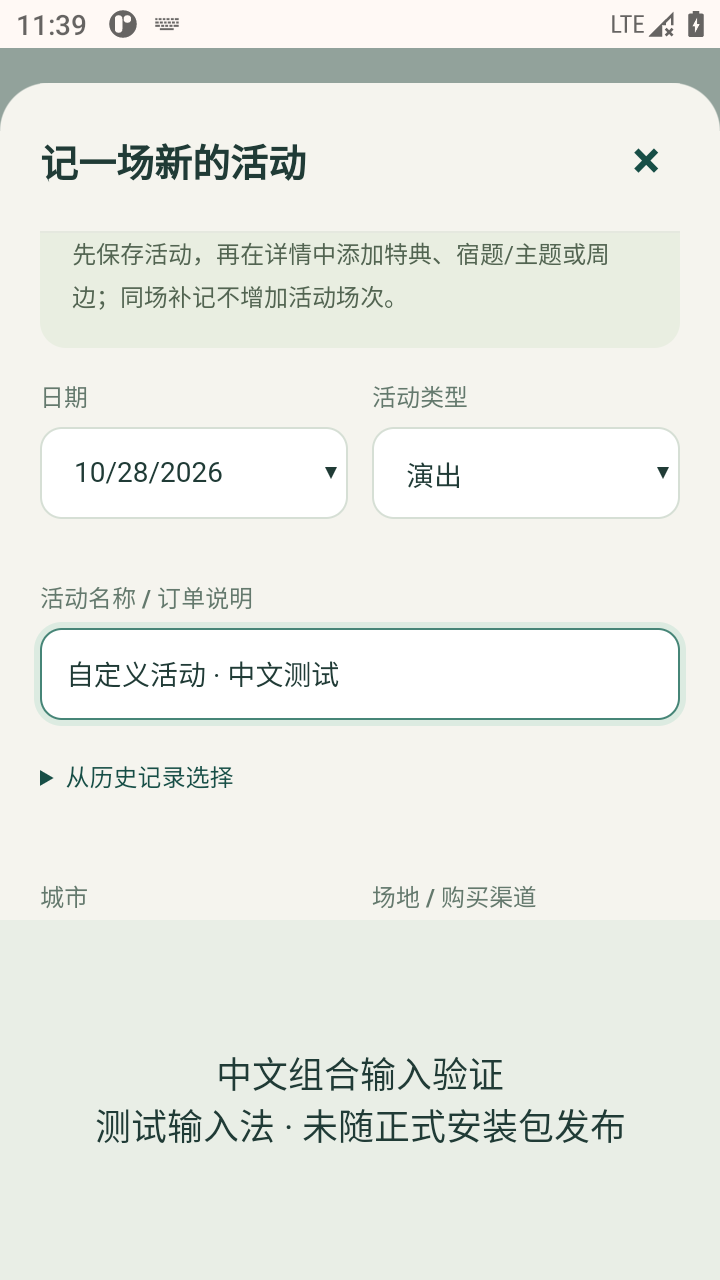 11:39 LTE
记一场新的活动
先保存活动，再在详情中添加特典、宿题/主题或周
边；同场补记不增加活动场次。
日期 活动类型
10/28/2026 演出
活动名称 / 订单说明
自定义活动 · 中文测试
从历史记录选择
城市 场地 / 购买渠道
中文组合输入验证
测试输入法 · 未随正式安装包发布